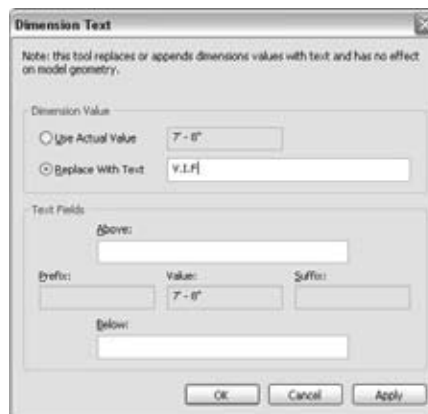 Dimension Text
Note: this tool replaces or appends dimensions values with text and has no effect
on model geometry.
Dimension Value
Use Actual Value 7' - 8"
Replace With Text V.I.F
Text Fields
Above:
Prefix: Value: Suffix:
7' - 8"
Below:
OK Cancel Apply